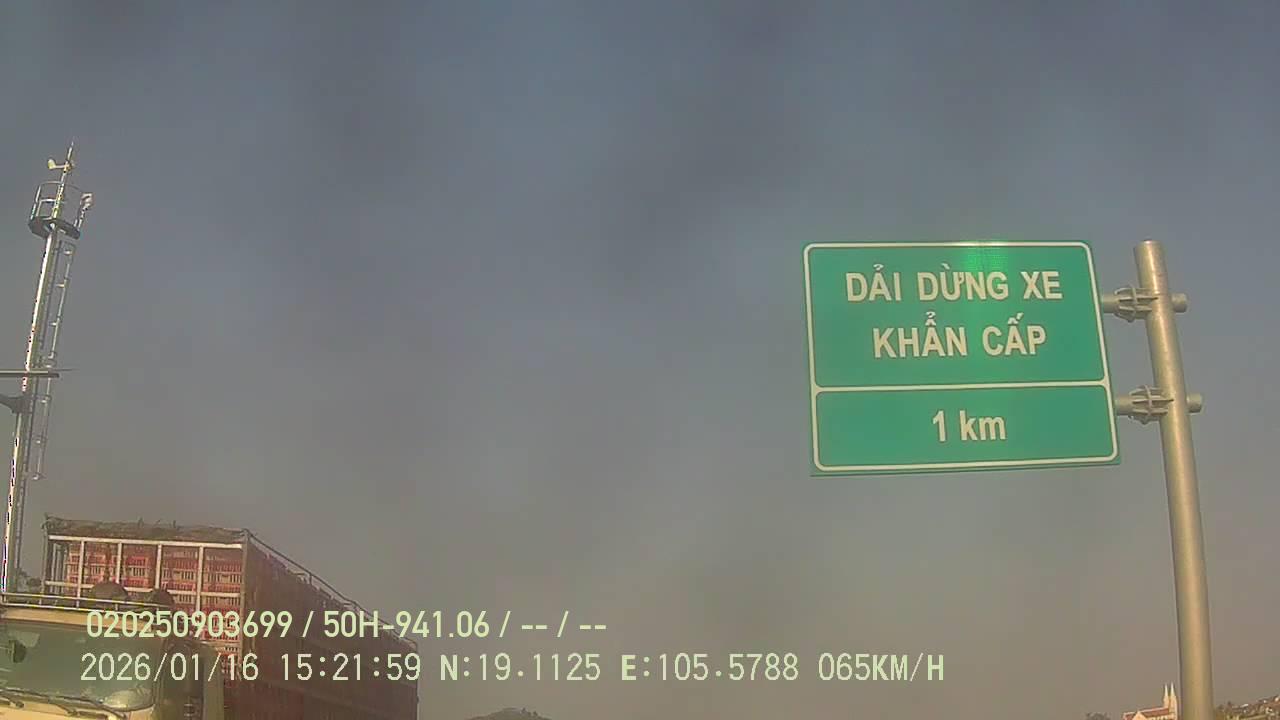 DẢI DỪNG XE
KHẨN CẤP
1 km
020250903699 / 50H-941.06 / -- / --
2026/01/16 15:21:59 N:19.1125 E:105.5788 065KM/H